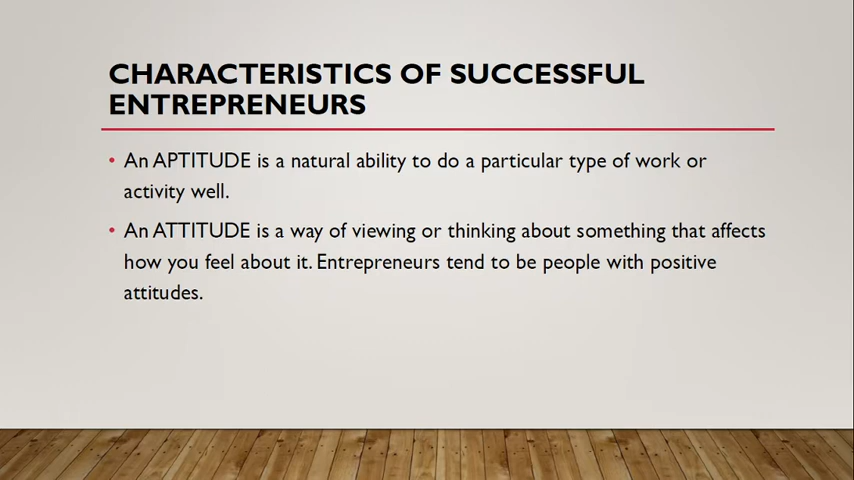 CHARACTERISTICS OF SUCCESSFUL
ENTREPRENEURS
• An APTITUDE is a natural ability to do a particular type of work or
activity well.
• An ATTITUDE is a way of viewing or thinking about something that affects
how you feel about it. Entrepreneurs tend to be people with positive
attitudes.